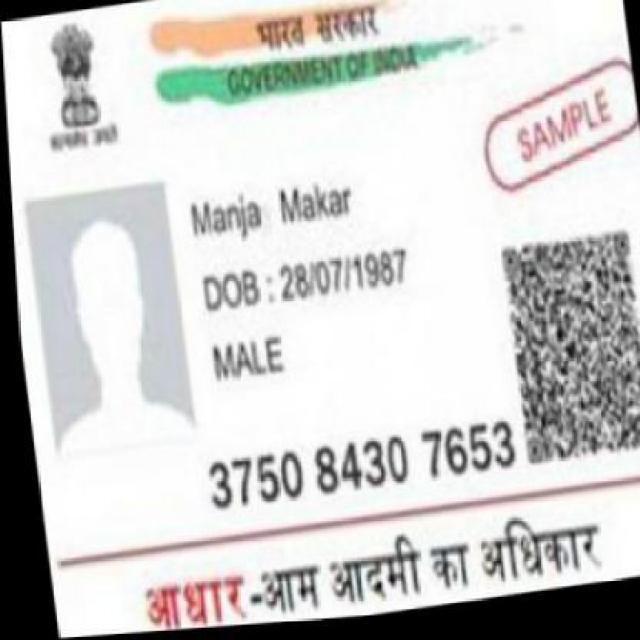 भारत सरकार
GOVERNMENT OF INDIA
सत्यमेव जयते
SAMPLE
Manja Makar
DOB : 28/07/1987
MALE
3750 8430 7653
आधार-आम आदमी का अधिकार